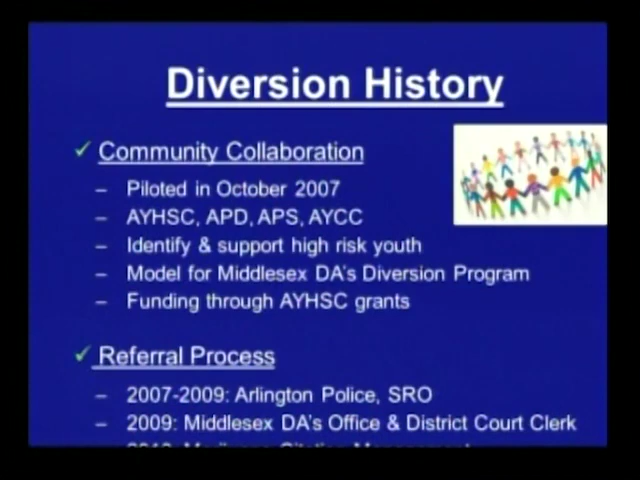 Diversion History
✓ Community Collaboration
– Piloted in October 2007
– AYHSC, APD, APS, AYCC
– Identify & support high risk youth
– Model for Middlesex DA's Diversion Program
– Funding through AYHSC grants
✓ Referral Process
– 2007-2009: Arlington Police, SRO
– 2009: Middlesex DA's Office & District Court Clerk